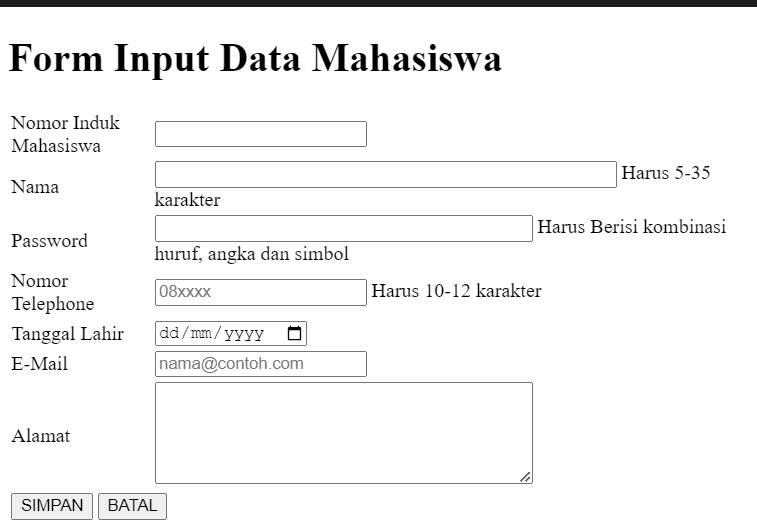 Form Input Data Mahasiswa
Nomor Induk
Mahasiswa
Nama
Harus 5-35
karakter
Password
Harus Berisi kombinasi
huruf, angka dan simbol
Nomor
Telephone
08xxxx Harus 10-12 karakter
Tanggal Lahir dd/mm/yyyy
E-Mail nama@contoh.com
Alamat
SIMPAN BATAL